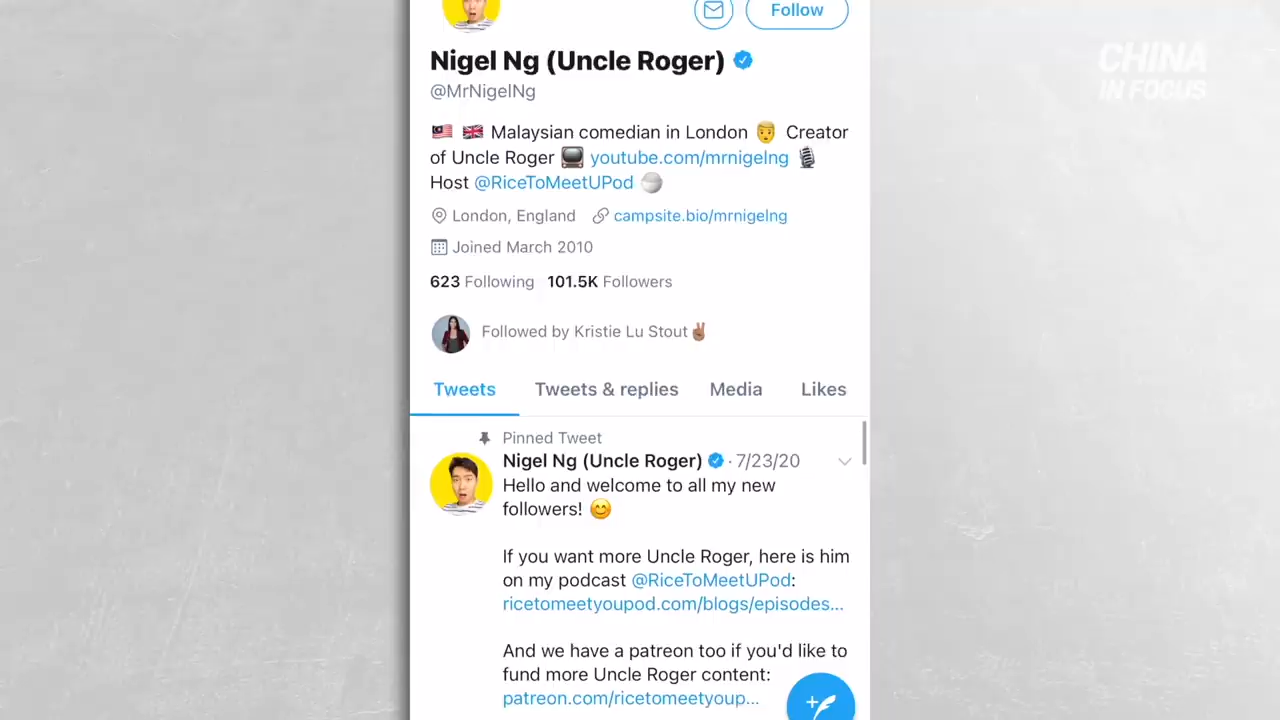 Follow
CHINA
IN FOCUS
Nigel Ng (Uncle Roger)
@MrNigelNg
Malaysian comedian in London Creator
of Uncle Roger youtube.com/mrnigelng
Host @RiceToMeetUPod
London, England campsite.bio/mrnigelng
Joined March 2010
623 Following 101.5K Followers
Followed by Kristie Lu Stout
Tweets Tweets & replies Media Likes
Pinned Tweet
Nigel Ng (Uncle Roger) · 7/23/20
Hello and welcome to all my new
followers!
If you want more Uncle Roger, here is him
on my podcast @RiceToMeetUPod:
ricetomeetyoupod.com/blogs/episodes...
And we have a patreon too if you'd like to
fund more Uncle Roger content:
patreon.com/ricetomeetyoup...